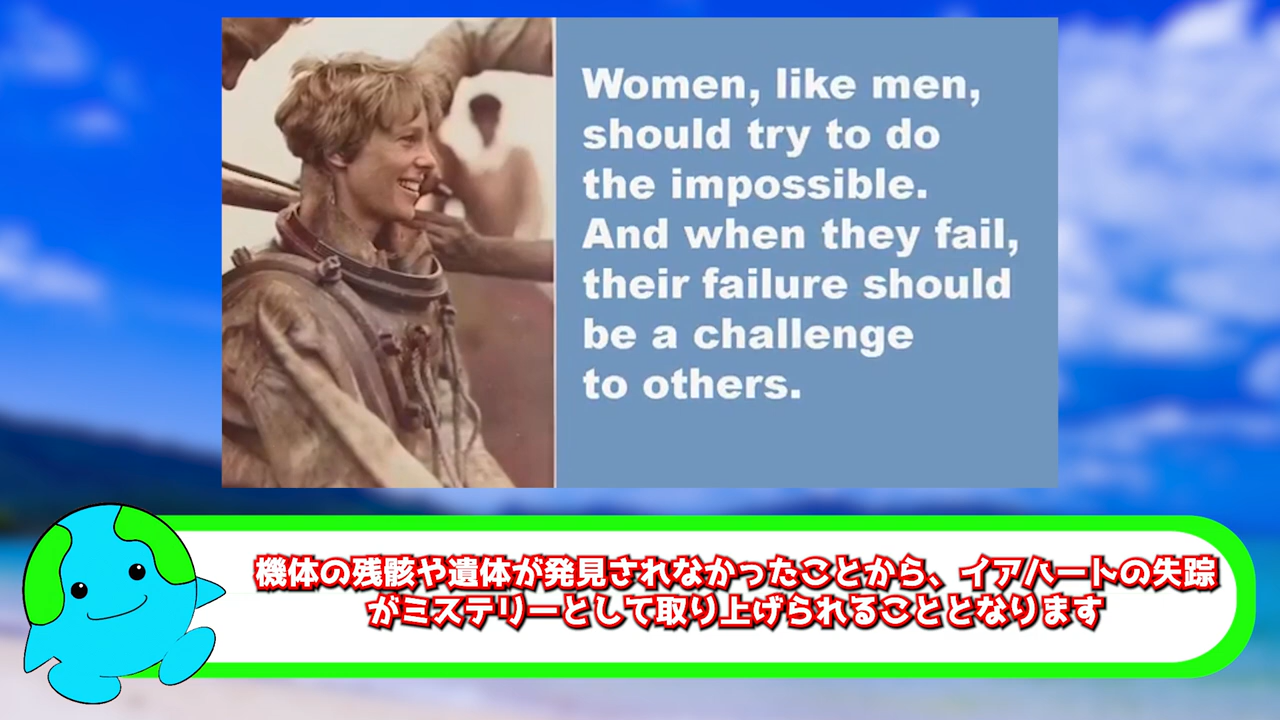 Women, like men,
should try to do
the impossible.
And when they fail,
their failure should
be a challenge
to others.
機体の残骸や遺体が発見されなかったことから、イアハートの失踪
がミステリーとして取り上げられることとなります